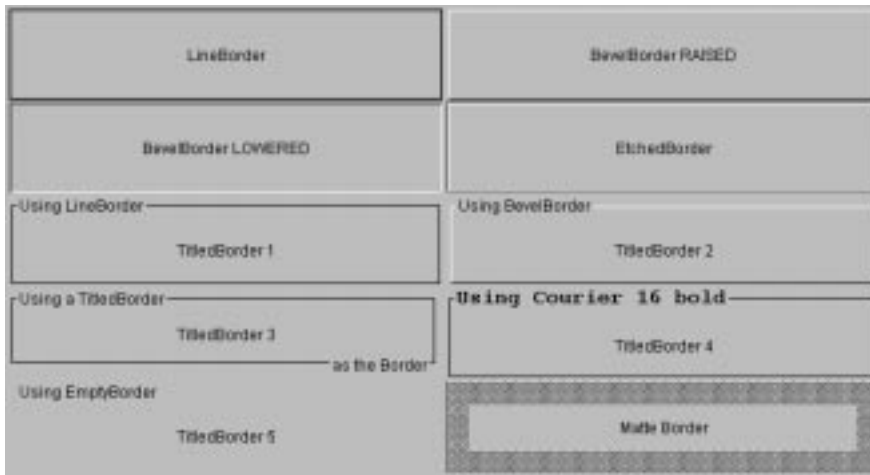 LineBorder
BevelBorder RAISED
BevelBorder LOWERED
EtchedBorder
Using LineBorder
TitledBorder 1
Using BevelBorder
TitledBorder 2
Using a TitledBorder
TitledBorder 3
as the Border
Using Courier 16 bold
TitledBorder 4
Using EmptyBorder
TitledBorder 5
Matte Border